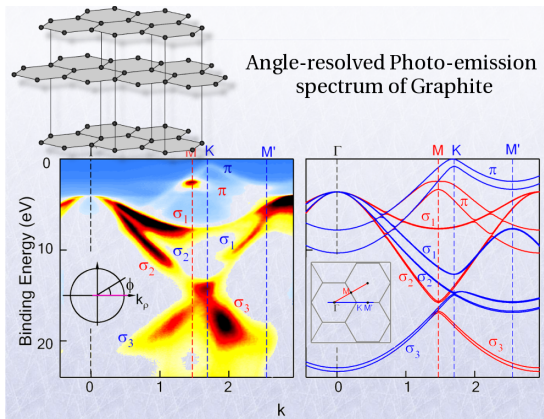 Angle-resolved Photo-emission
spectrum of Graphite
M K M'
Γ M K M'
0
10
20
Binding Energy (eV)
π
π
σ1
σ1
σ2
σ2
σ3
σ3
ϕ
kρ
0 1 2
k
π
π
σ1
σ1
σ2
σ2
σ3
M
Γ
K M'
0 1 2